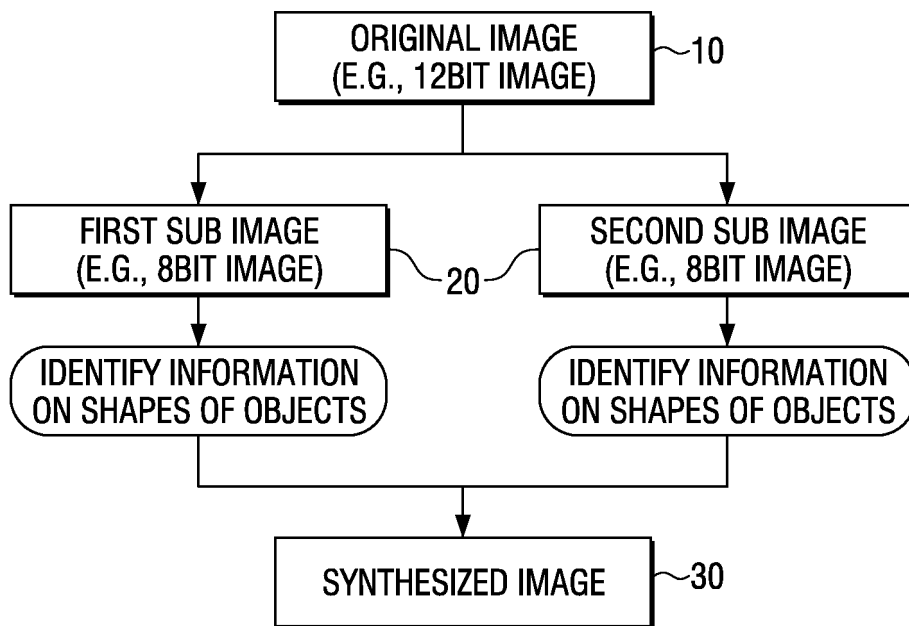 ORIGINAL IMAGE
(E.G., 12BIT IMAGE)
10
FIRST SUB IMAGE
(E.G., 8BIT IMAGE)
20
SECOND SUB IMAGE
(E.G., 8BIT IMAGE)
IDENTIFY INFORMATION
ON SHAPES OF OBJECTS
IDENTIFY INFORMATION
ON SHAPES OF OBJECTS
SYNTHESIZED IMAGE
30